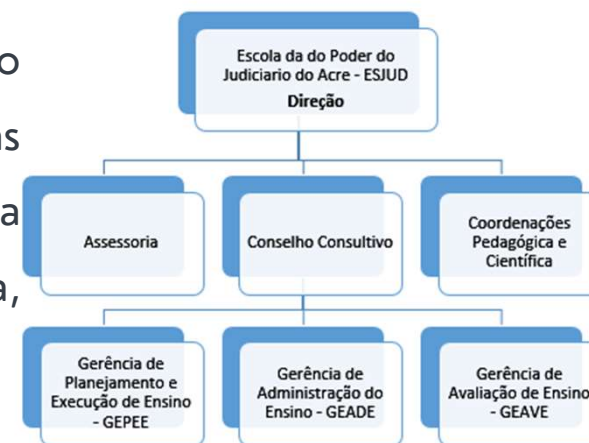 Escola da do Poder do
Judiciario do Acre - ESJUD
Direção
Assessoria
Conselho Consultivo
Coordenações
Pedagógica e
Científica
Gerência de
Planejamento e
Execução de Ensino
- GEPEE
Gerência de
Administração do
Ensino - GEADE
Gerência de
Avaliação de Ensino
- GEAVE